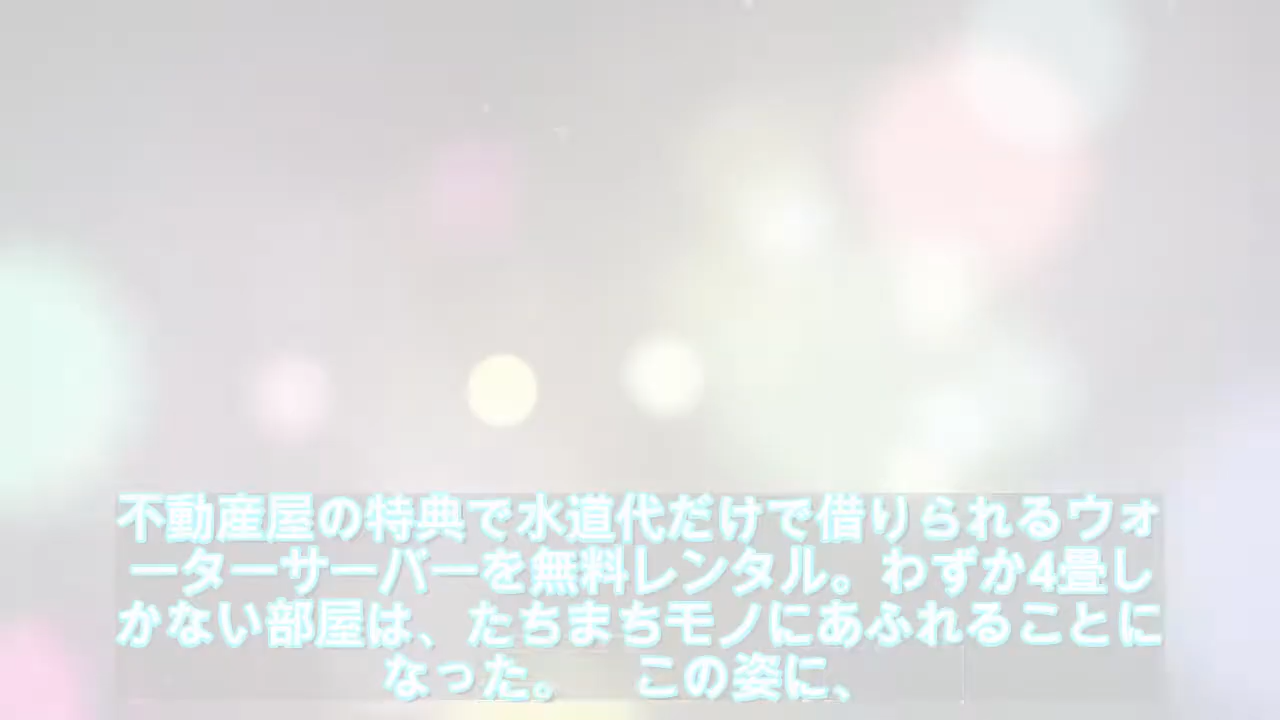 不動産屋の特典で水道代だけで借りられるウォ
ーターサーバーを無料レンタル。わずか4畳し
かない部屋は、たちまちモノにあふれることに
なった。　この姿に、